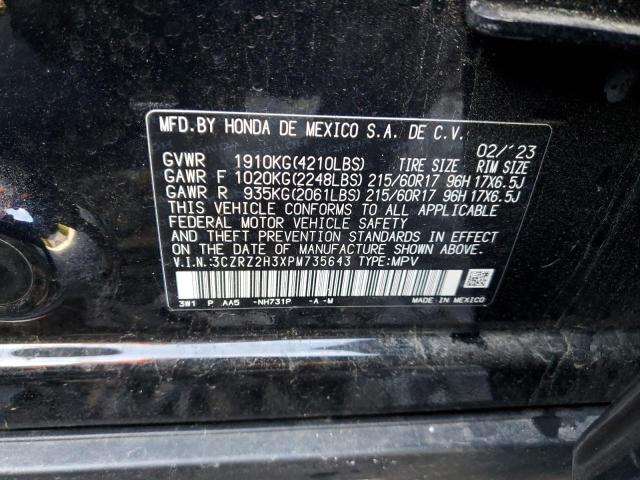 MFD.BY HONDA DE MEXICO S.A. DE C.V.
02/'23
GVWR 1910KG(4210LBS) TIRE SIZE RIM SIZE
GAWR F 1020KG(2248LBS) 215/60R17 96H 17X6.5J
GAWR R 935KG(2061LBS) 215/60R17 96H 17X6.5J
THIS VEHICLE CONFORMS TO ALL APPLICABLE
FEDERAL MOTOR VEHICLE SAFETY
AND THEFT PREVENTION STANDARDS IN EFFECT
ON THE DATE OF MANUFACTURE SHOWN ABOVE.
V.I.N.:3CZRZ2H3XPM735643 TYPE:MPV
3W1 P AA5 -NH731P -A -M
MADE IN MEXICO